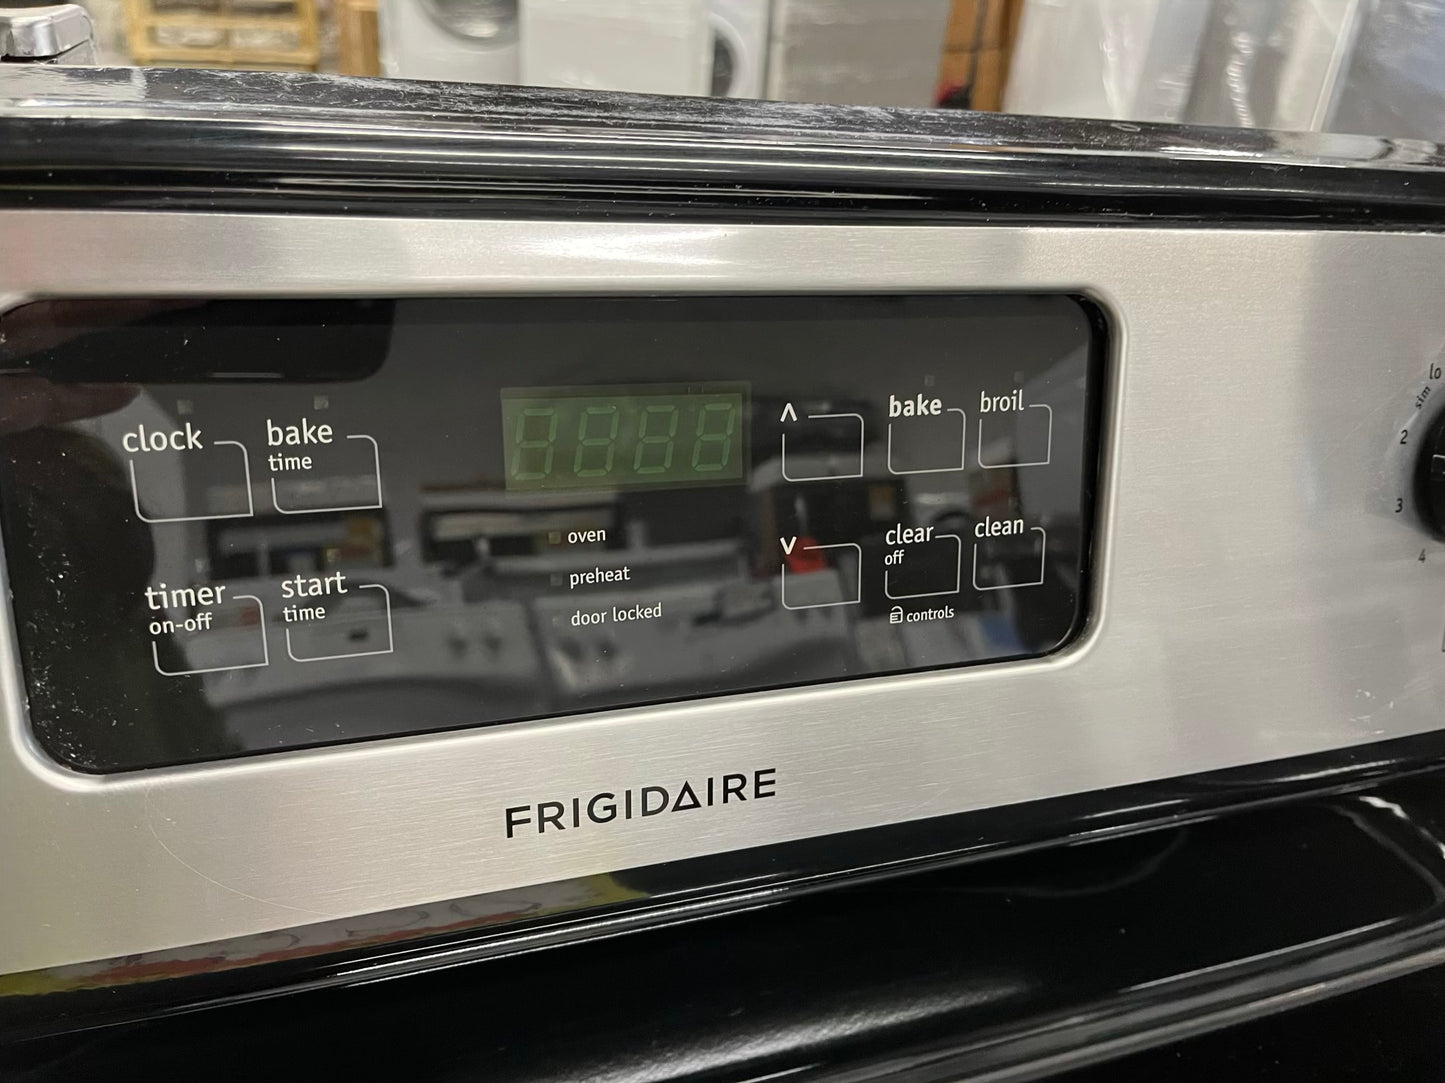 clock
bake
time
timer
on-off
start
time
oven
preheat
door locked
bake
broil
clear
off
clean
controls
FRIGIDAIRE
lo
sim
2
3
4